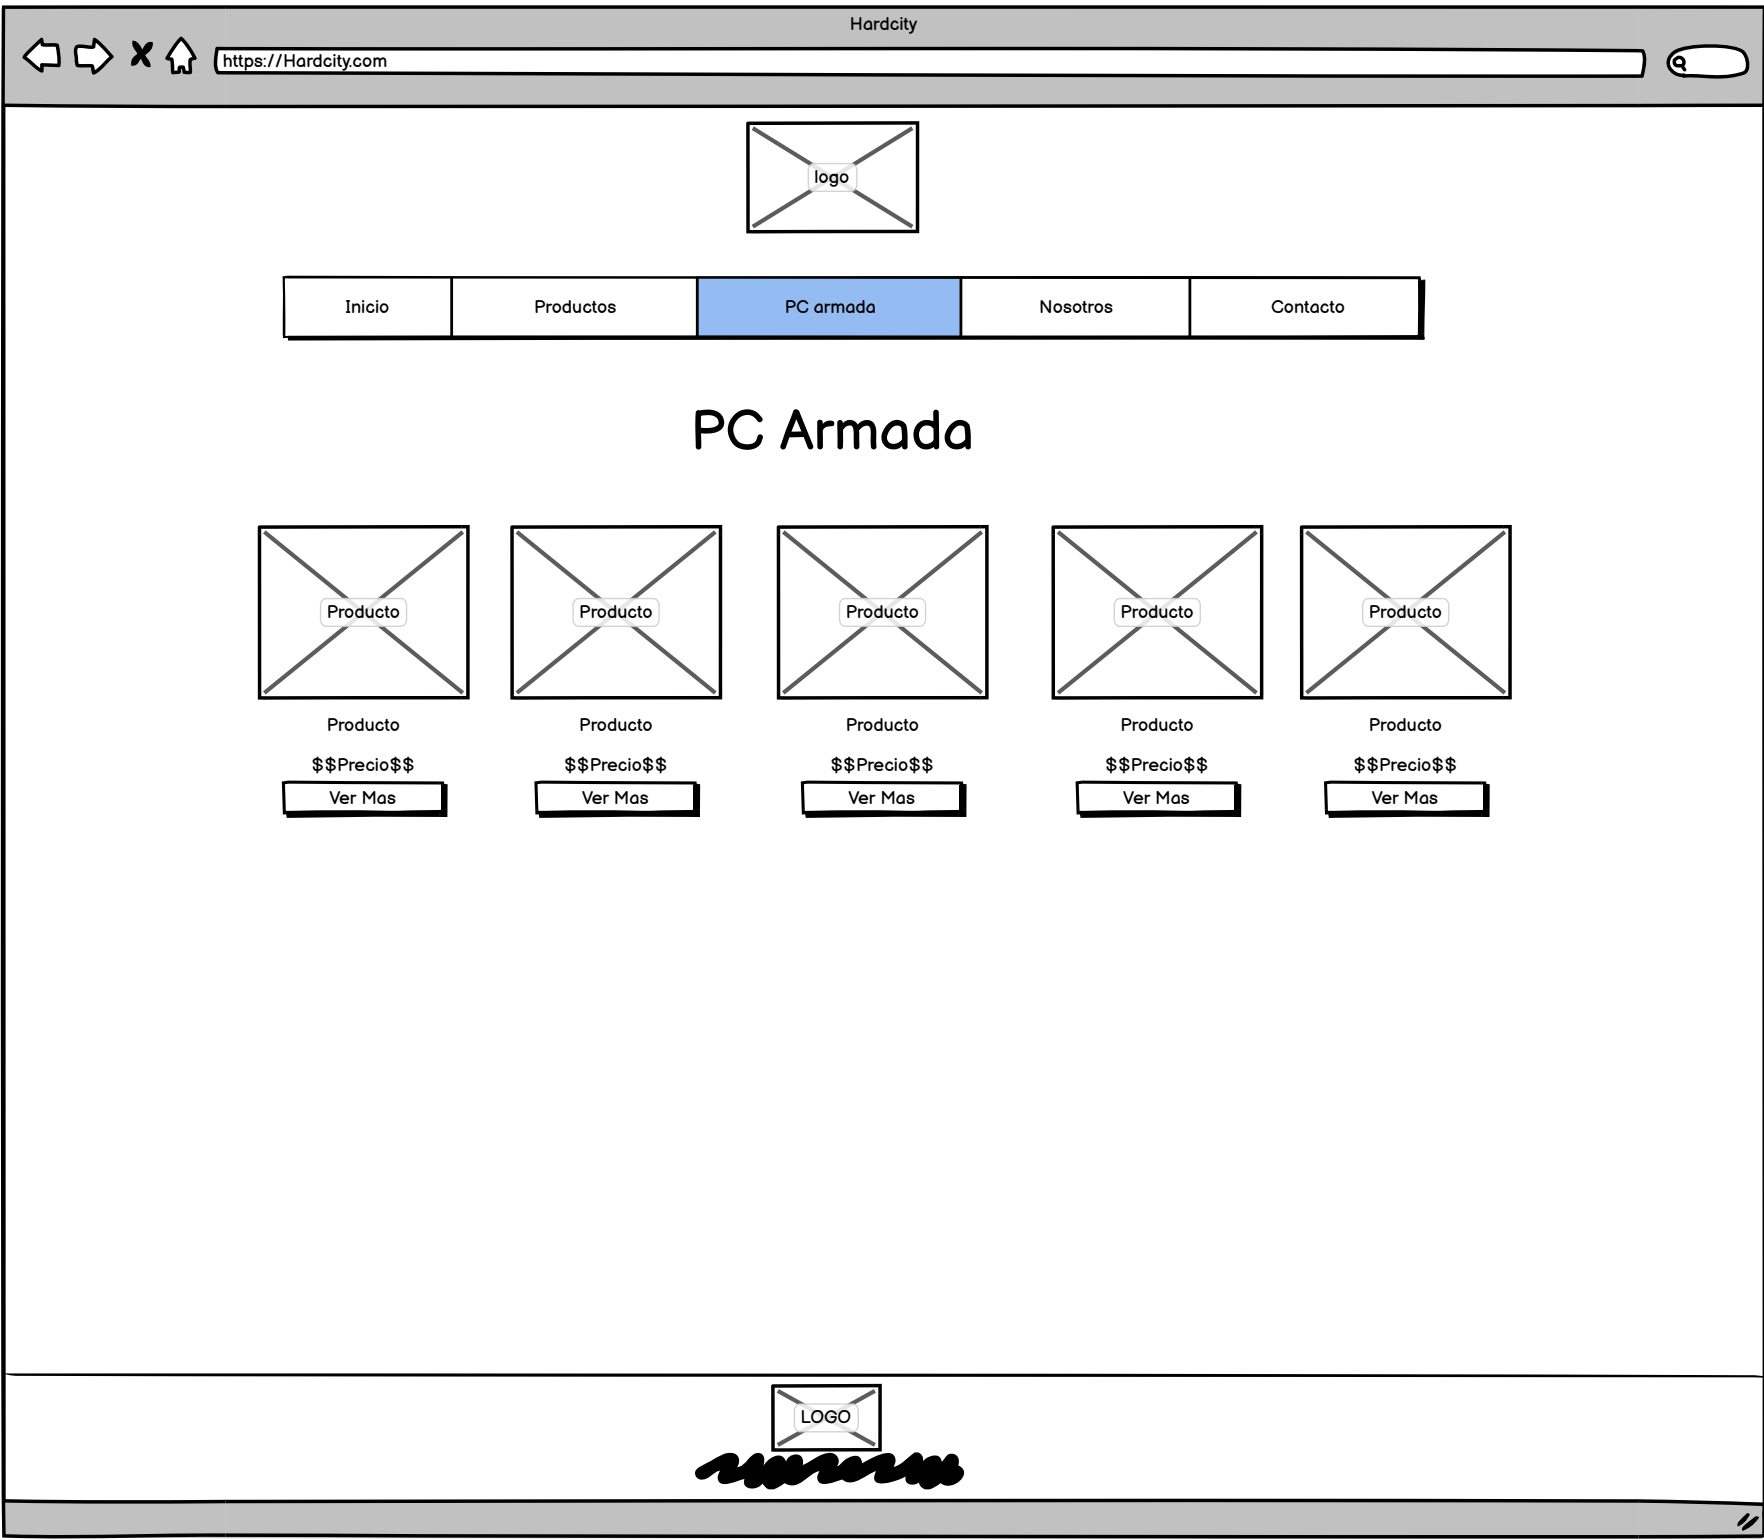 Hardcity
https://Hardcity.com
logo
Inicio Productos PC armada Nosotros Contacto
PC Armada
Producto Producto Producto Producto Producto
Producto Producto Producto Producto Producto
$$Precio$$ $$Precio$$ $$Precio$$ $$Precio$$ $$Precio$$
Ver Mas Ver Mas Ver Mas Ver Mas Ver Mas
LOGO